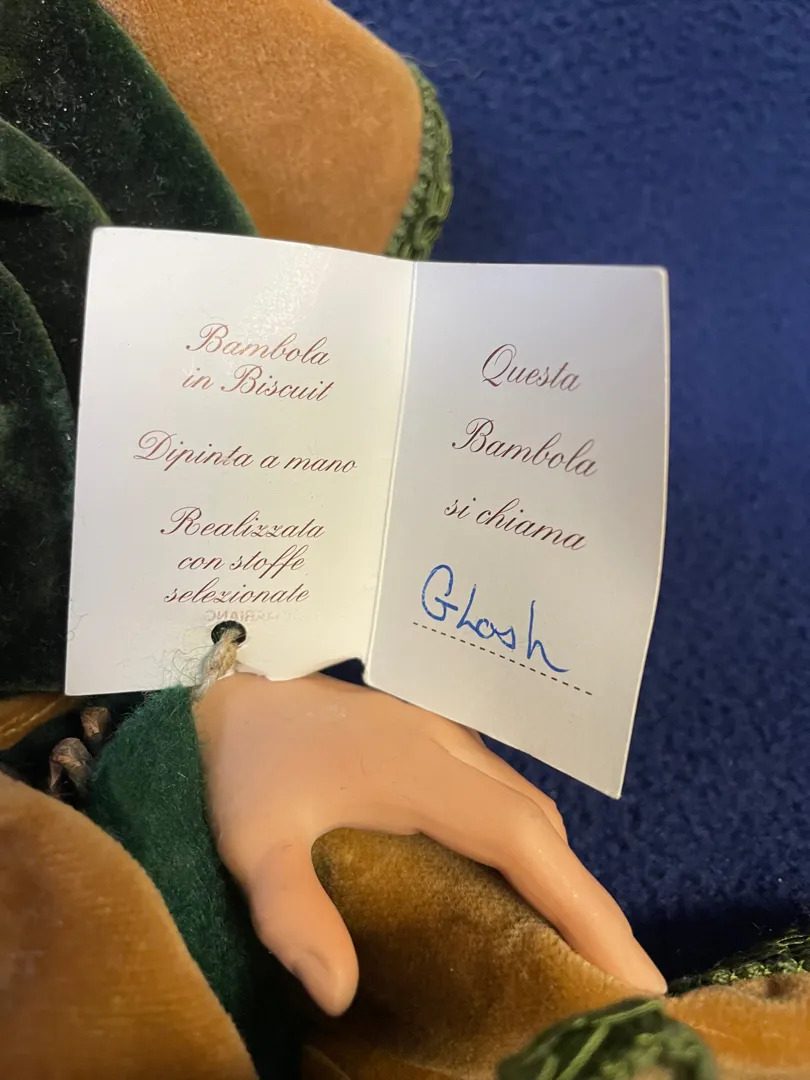 Bambola
in Biscuit
Dipinta a mano
Realizzata
con stoffe
selezionate
Questa
Bambola
si chiama
Ghosh